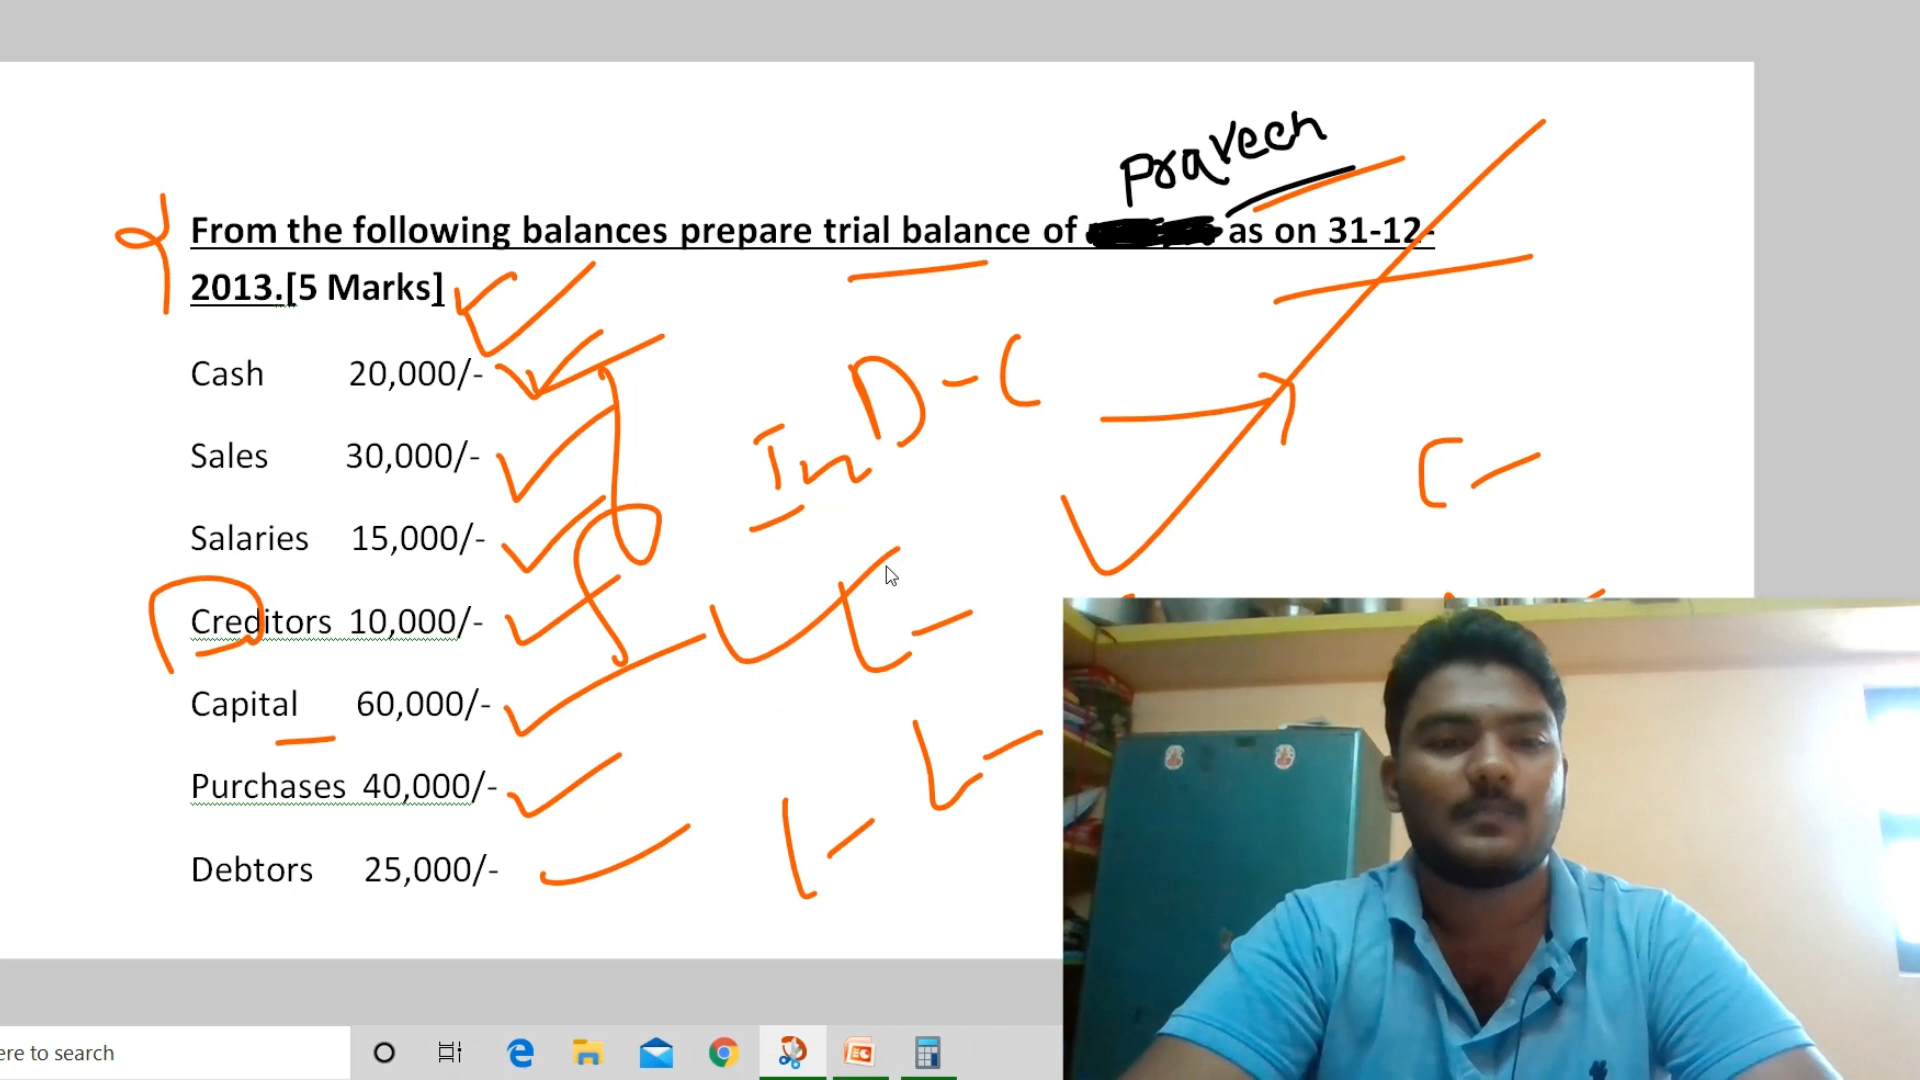 Praveen
From the following balances prepare trial balance of as on 31-12-
2013.[5 Marks]
Cash 20,000/-
Sales 30,000/-
Salaries 15,000/-
Creditors 10,000/-
Capital 60,000/-
Purchases 40,000/-
Debtors 25,000/-
D - C
In
ere to search